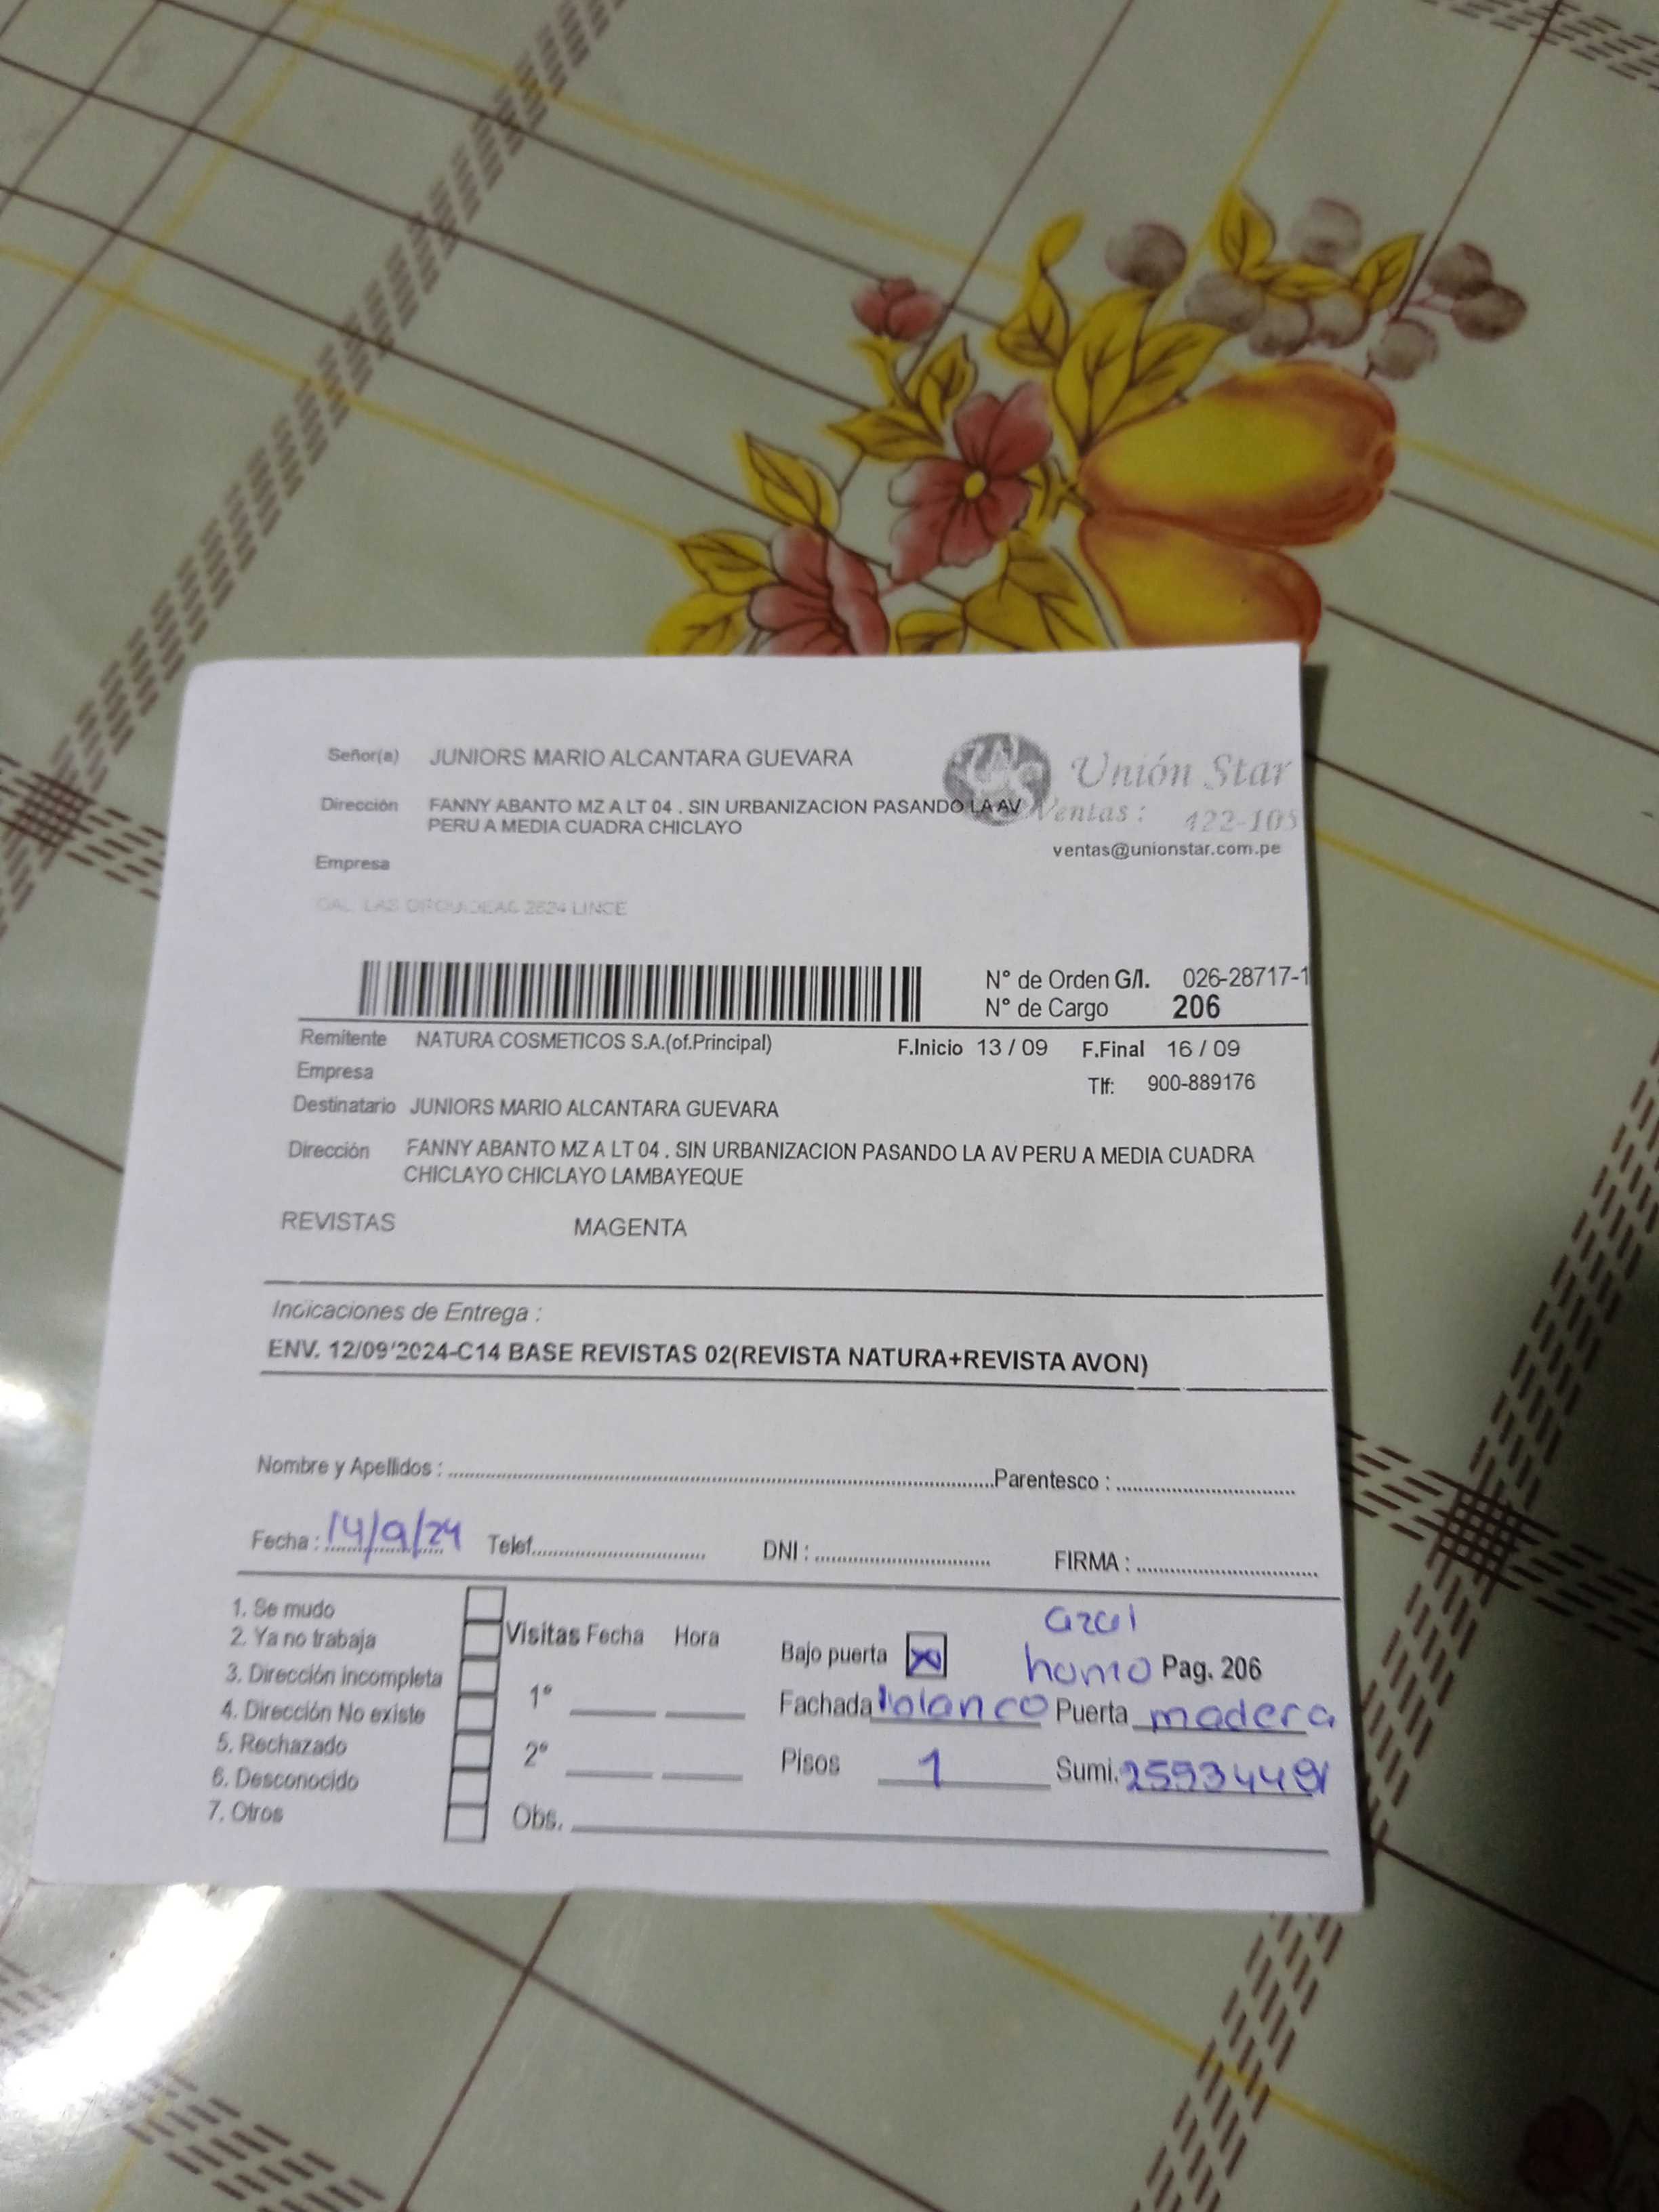 Señor(a) JUNIORS MARIO ALCANTARA GUEVARA
Unión Star
Dirección FANNY ABANTO MZ A LT 04 . SIN URBANIZACION PASANDO LA AV
PERU A MEDIA CUADRA CHICLAYO
Ventas : 422-105
ventas@unionstar.com.pe
Empresa
CAL. LAS ORQUIDEAS 2624 LINCE
N° de Orden G/I. 026-28717-1
N° de Cargo 206
Remitente NATURA COSMETICOS S.A.(of.Principal) F.Inicio 13 / 09 F.Final 16 / 09
Empresa Tlf: 900-889176
Destinatario JUNIORS MARIO ALCANTARA GUEVARA
Dirección FANNY ABANTO MZ A LT 04 . SIN URBANIZACION PASANDO LA AV PERU A MEDIA CUADRA
CHICLAYO CHICLAYO LAMBAYEQUE
REVISTAS MAGENTA
Indicaciones de Entrega :
ENV. 12/09/2024-C14 BASE REVISTAS 02(REVISTA NATURA+REVISTA AVON)
Nombre y Apellidos : Parentesco :
Fecha : 14/9/24 Telef. DNI : FIRMA :
1. Se mudo
2. Ya no trabaja
3. Dirección incompleta
4. Dirección No existe
5. Rechazado
6. Desconocido
7. Otros
Visitas Fecha Hora
1°
2°
Obs.
azul
Bajo puerta X humo Pag. 206
Fachada blanco Puerta madera
Pisos 1 Sumi.